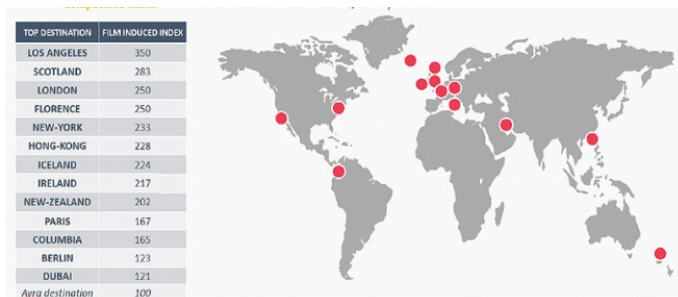 TOP DESTINATION FILM INDUCED INDEX
LOS ANGELES 350
SCOTLAND 283
LONDON 250
FLORENCE 250
NEW-YORK 233
HONG-KONG 228
ICELAND 224
IRELAND 217
NEW-ZEALAND 202
PARIS 167
COLUMBIA 165
BERLIN 123
DUBAI 121
Avra destination 100